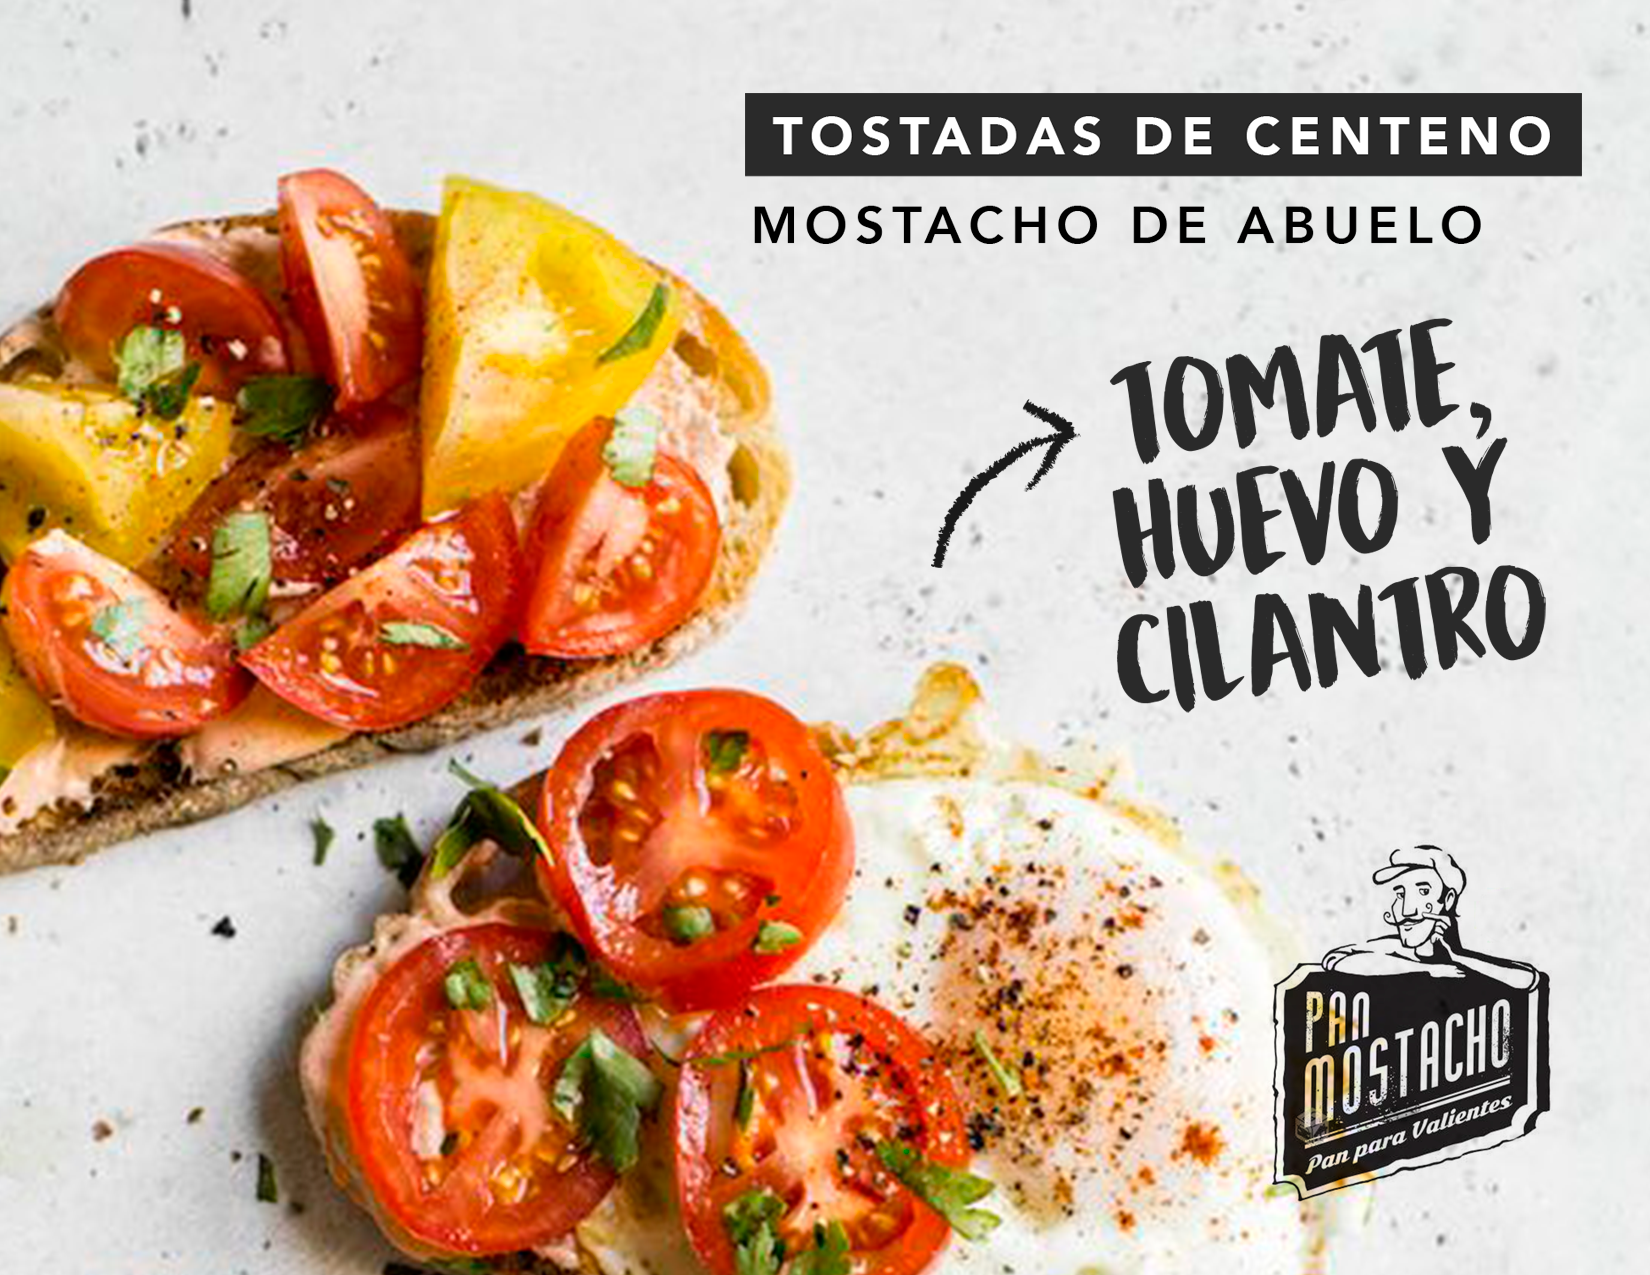 TOSTADAS DE CENTENO
MOSTACHO DE ABUELO
TOMATE,
HUEVO Y
CILANTRO
PAN
MOSTACHO
Pan para Valientes